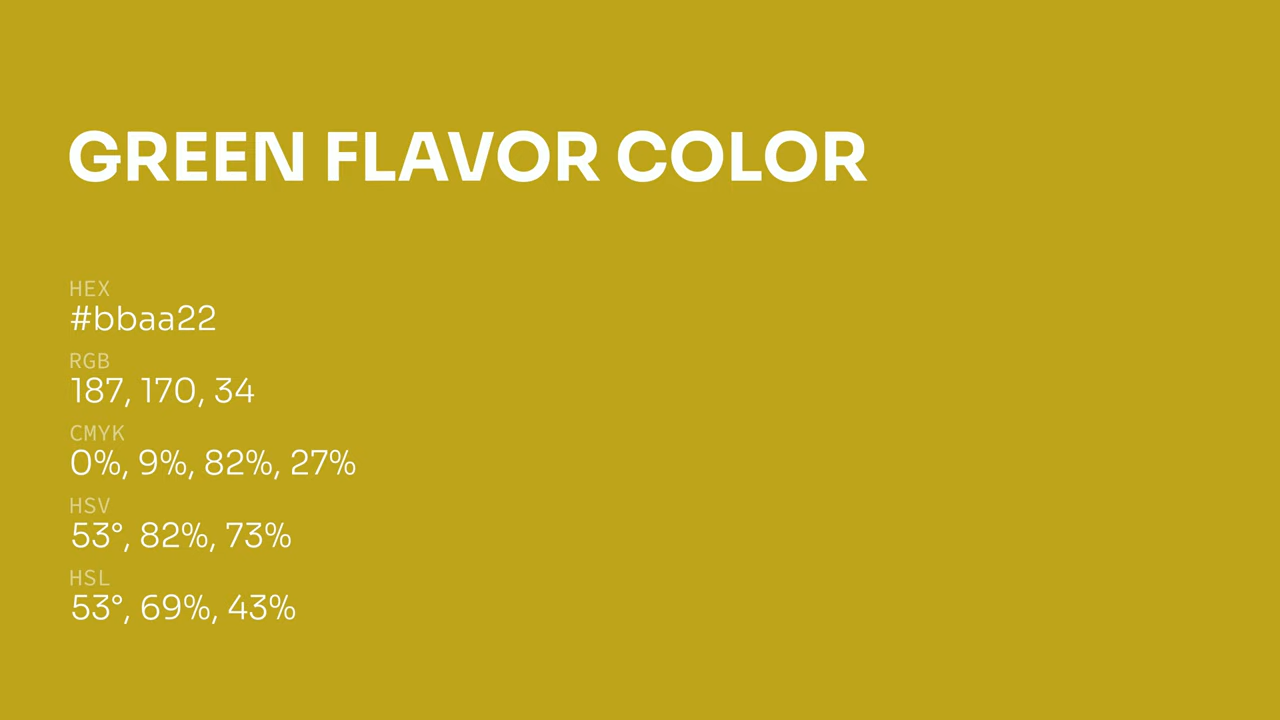 GREEN FLAVOR COLOR
HEX
#bbaa22
RGB
187, 170, 34
CMYK
0%, 9%, 82%, 27%
HSV
53°, 82%, 73%
HSL
53°, 69%, 43%